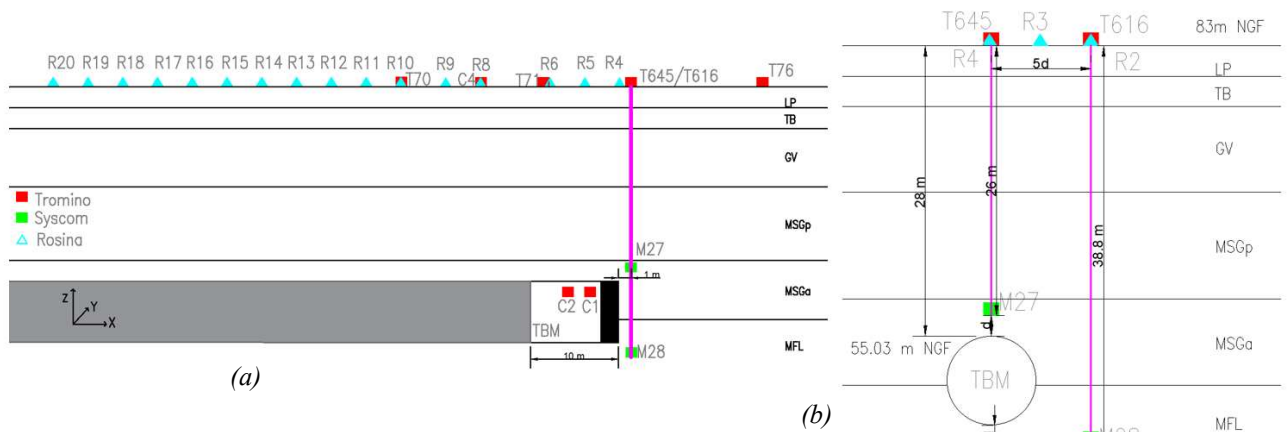 R20 R19 R18 R17 R16 R15 R14 R13 R12 R11 R10 R9 R8 R6 R5 R4
T70 C4 T71 T645/T616 T76
LP
TB
GV
Tromino
Syscom
Rosina
MSGp
M27
1 m
MSGa
Z Y X
C2 C1
TBM
10 m
M28
MFL
(a)
T645 R3 T616 83m NGF
R4 R2
5d
LP
TB
GV
28 m
26 m
38.8 m
MSGp
M27
d
55.03 m NGF
MSGa
TBM
MFL
(b)